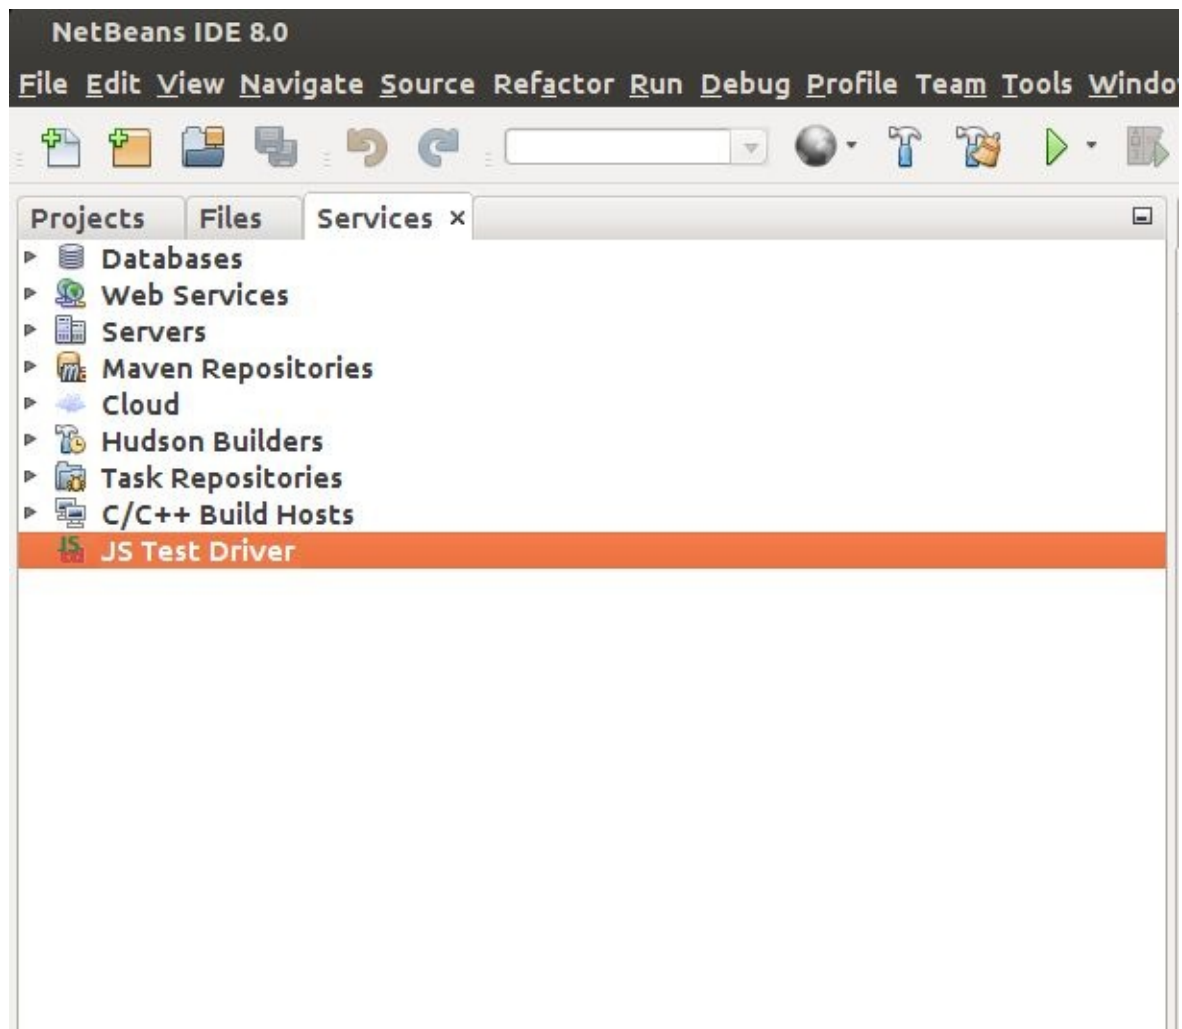 NetBeans IDE 8.0
File Edit View Navigate Source Refactor Run Debug Profile Team Tools Windo
Projects Files Services ×
Databases
Web Services
Servers
Maven Repositories
Cloud
Hudson Builders
Task Repositories
C/C++ Build Hosts
JS Test Driver